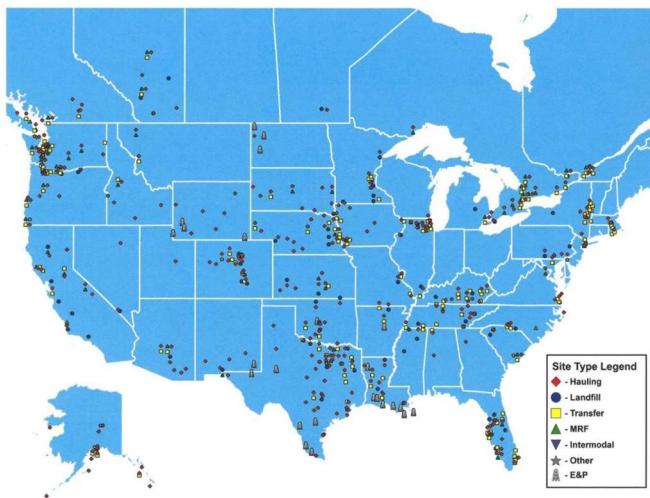 Site Type Legend
- Hauling
- Landfill
- Transfer
- MRF
- Intermodal
- Other
- E&P